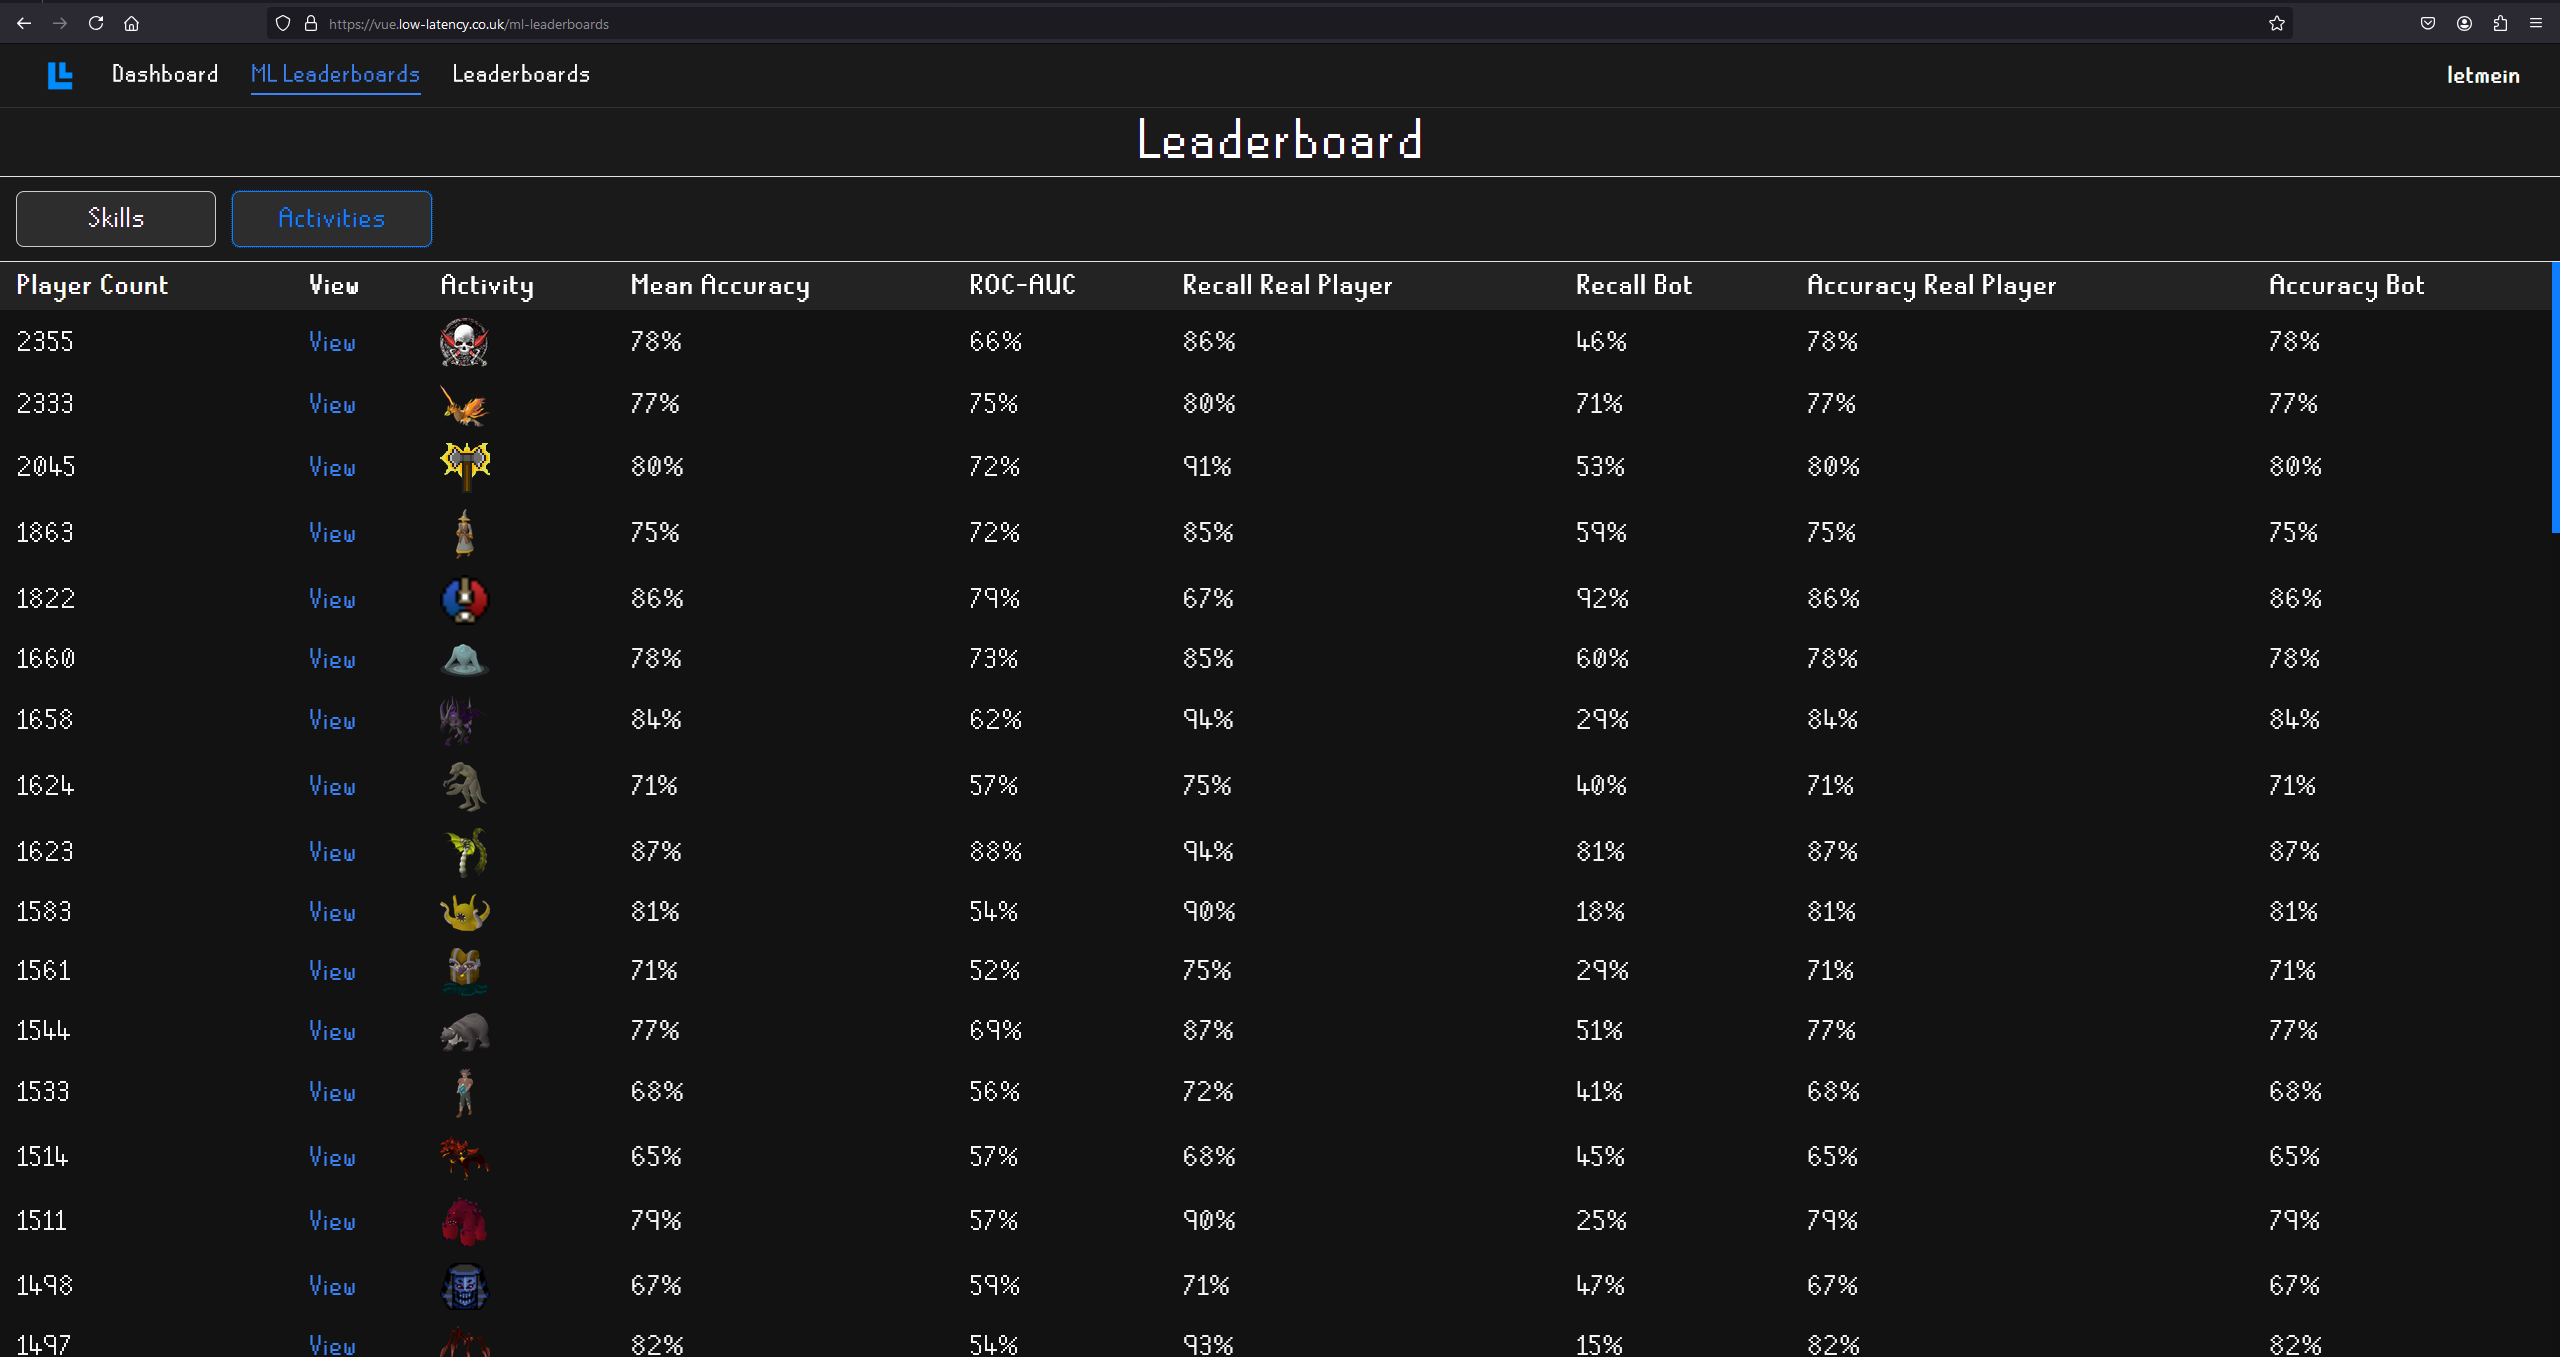 https://vue.low-latency.co.uk/ml-leaderboards
Dashboard ML Leaderboards Leaderboards letmein
Leaderboard
Skills Activities
Player Count View Activity Mean Accuracy ROC-AUC Recall Real Player Recall Bot Accuracy Real Player Accuracy Bot
2355 View 78% 66% 86% 46% 78% 78%
2333 View 77% 75% 80% 71% 77% 77%
2045 View 80% 72% 91% 53% 80% 80%
1863 View 75% 72% 85% 59% 75% 75%
1822 View 86% 79% 67% 92% 86% 86%
1660 View 78% 73% 85% 60% 78% 78%
1658 View 84% 62% 94% 29% 84% 84%
1624 View 71% 57% 75% 40% 71% 71%
1623 View 87% 88% 94% 81% 87% 87%
1583 View 81% 54% 90% 18% 81% 81%
1561 View 71% 52% 75% 29% 71% 71%
1544 View 77% 69% 87% 51% 77% 77%
1533 View 68% 56% 72% 41% 68% 68%
1514 View 65% 57% 68% 45% 65% 65%
1511 View 79% 57% 90% 25% 79% 79%
1498 View 67% 59% 71% 47% 67% 67%
1497 View 82% 54% 93% 15% 82% 82%